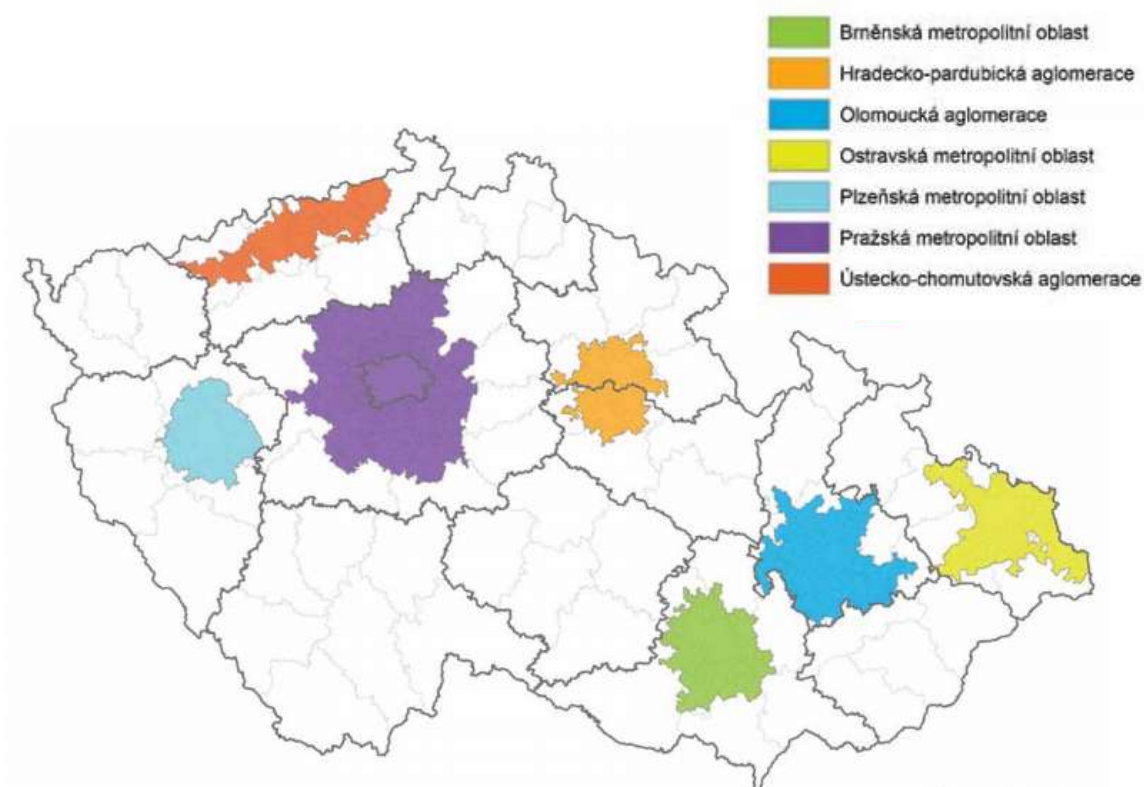 Brněnská metropolitní oblast
Hradecko-pardubická aglomerace
Olomoucká aglomerace
Ostravská metropolitní oblast
Plzeňská metropolitní oblast
Pražská metropolitní oblast
Ústecko-chomutovská aglomerace